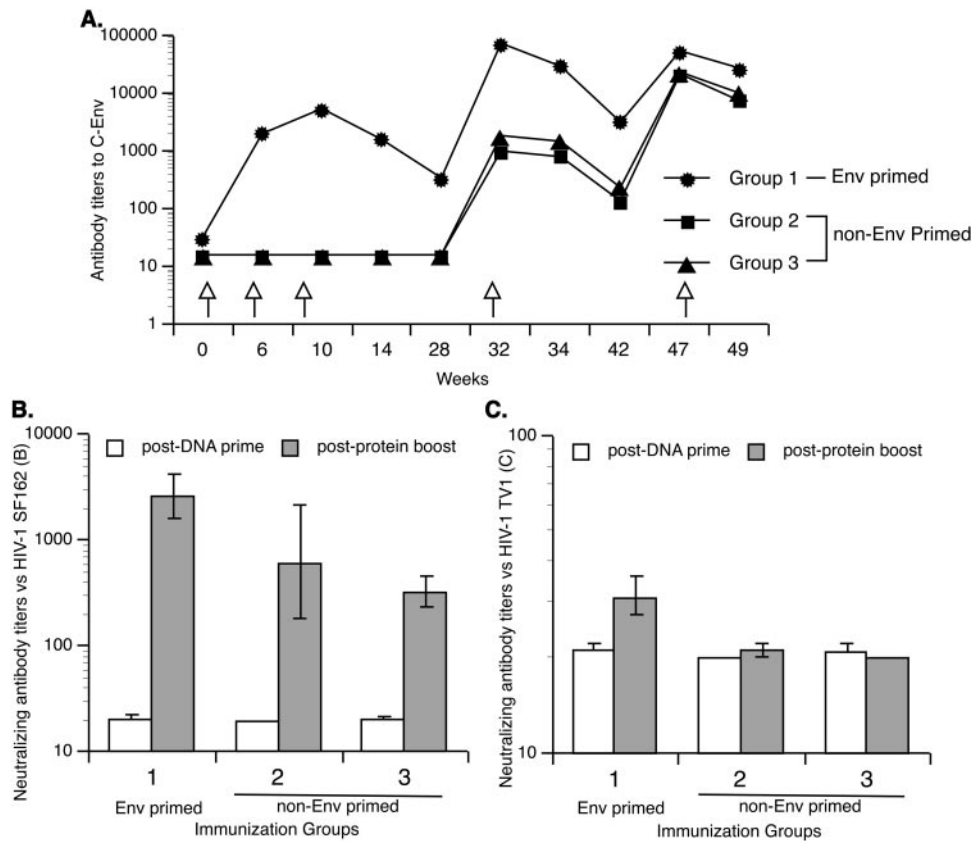 A.
Antibody titers to C-Env
100000
10000
1000
100
10
1
0 6 10 14 28 32 34 42 47 49
Weeks
Group 1 Env primed
Group 2
non-Env Primed
Group 3
B.
Neutralizing antibody titers vs HIV-1 SF162 (B)
10000
1000
100
10
post-DNA prime post-protein boost
1 2 3
Env primed non-Env primed
Immunization Groups
C.
Neutralizing antibody titers vs HIV-1 TV1 (C)
100
10
post-DNA prime post-protein boost
1 2 3
Env primed non-Env primed
Immunization Groups